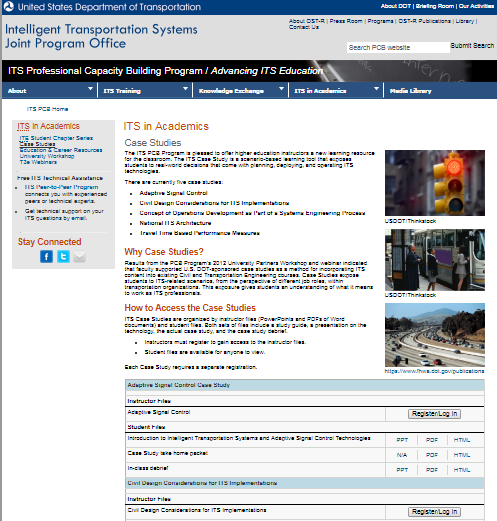 United States Department of Transportation
About DOT | Briefing Room | Our Activities
Intelligent Transportation Systems
Joint Program Office
About OST-R | Press Room | Programs | OST-R Publications | Library |
Contact Us
Search PCB website
Submit Search
ITS Professional Capacity Building Program / Advancing ITS Education
About
ITS Training
Knowledge Exchange
ITS in Academics
Media Library
ITS PCB Home
ITS in Academics
ITE Student Chapter Series
Case Studies
Education & Career Resources
University Workshop
T3e Webinars
Free ITS Technical Assistance
ITS Peer-to-Peer Program
connects you with experienced
peers or technical experts.
Get technical support on your
ITS questions by email.
Stay Connected
ITS in Academics
Case Studies
The ITS PCB Program is pleased to offer higher education instructors a new learning resource
for the classroom. The ITS Case Study is a scenario-based learning tool that exposes
students to real-world decisions that come with planning, deploying, and operating ITS
technologies.
There are currently five case studies:
Adaptive Signal Control
Civil Design Considerations for ITS Implementations
Concept of Operations Development as Part of a Systems Engineering Process
National ITS Architecture
Travel Time Based Performance Measures
USDOT/Thinkstock
Why Case Studies?
Results from the PCB Program's 2012 University Partners Workshop and webinar indicated
that faculty supported U.S. DOT-sponsored case studies as a method for incorporating ITS
content into existing Civil and Transportation Engineering courses. Case Studies expose
students to ITS-related scenarios, from the perspective of different job roles, within
transportation organizations. This exposure gives students an understanding of what it means
to work as ITS professionals.
USDOT/Thinkstock
How to Access the Case Studies
ITS Case Studies are organized by instructor files (PowerPoints and PDFs of Word
documents) and student files. Both sets of files include a study guide, a presentation on the
technology, the actual case study, and the case study debrief.
Instructors must register to gain access to the instructor files.
Student files are available for anyone to view.
Each Case Study requires a separate registration.
https://www.fhwa.dot.gov/publications
Adaptive Signal Control Case Study
Instructor Files
Adaptive Signal Control
Register/Log In
Student Files
Introduction to Intelligent Transportation Systems and Adaptive Signal Control Technologies
PPT PDF HTML
Case Study take home packet
N/A PDF HTML
In-class debrief
PPT PDF HTML
Civil Design Considerations for ITS Implementations
Instructor Files
Civil Design Considerations for ITS Implementations
Register/Log In